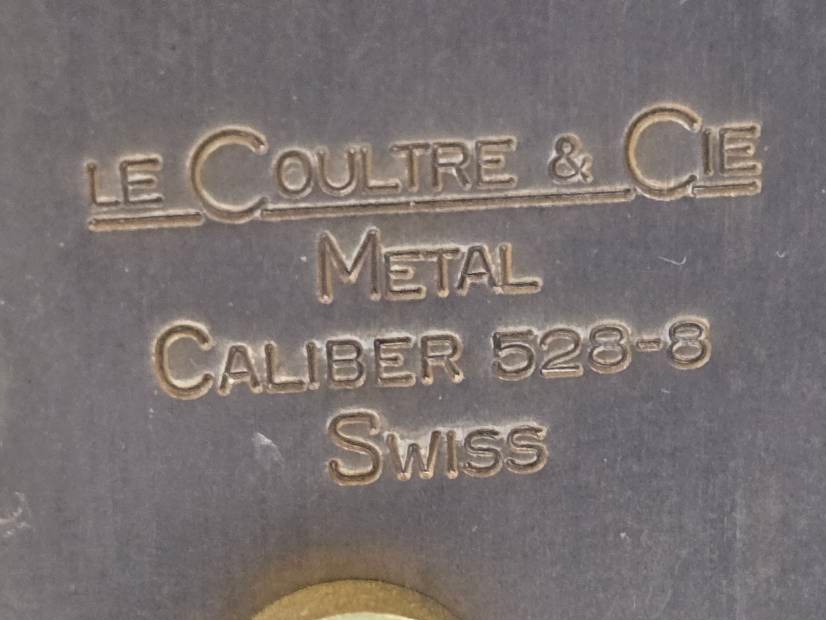 LE COULTRE & CIE
METAL
CALIBER 528-8
SWISS